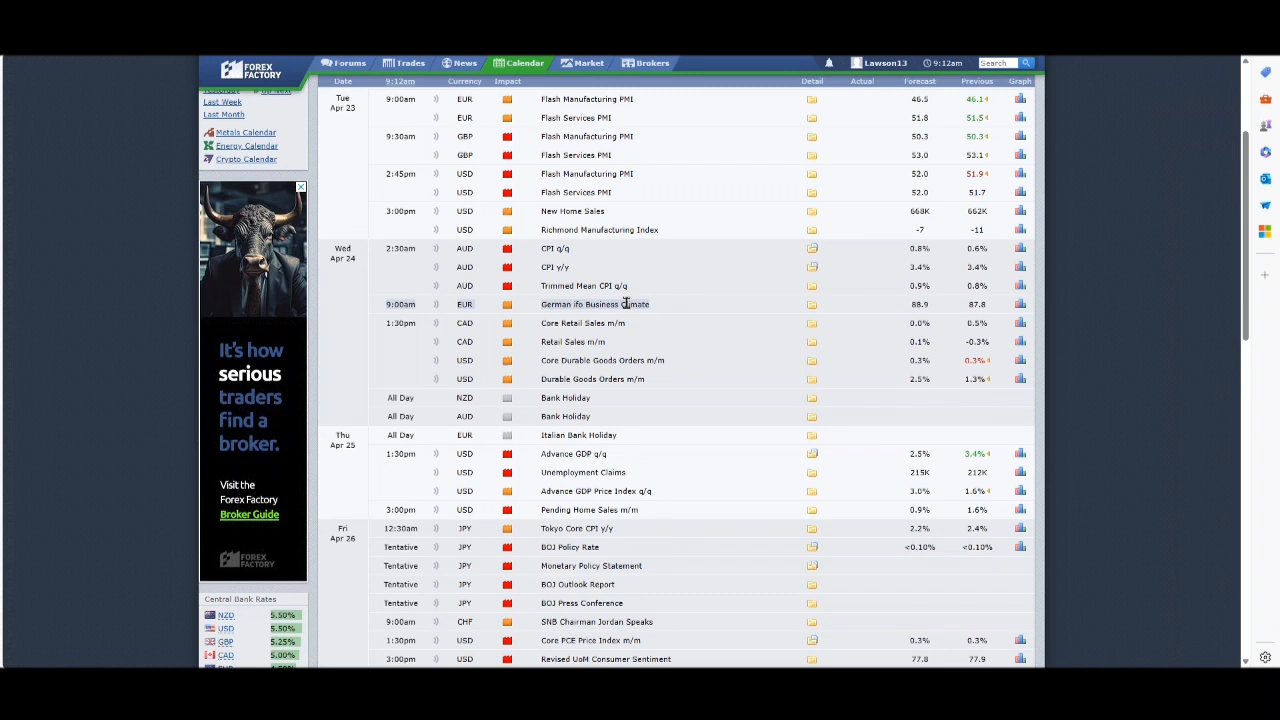 FOREX FACTORY
Forums Trades News Calendar Market Brokers Lawson13 9:12am Search
Date 9:12am Currency Impact Detail Actual Forecast Previous Graph
Last Week
Last Month
Metals Calendar
Energy Calendar
Crypto Calendar
Tue Apr 23 9:00am EUR Flash Manufacturing PMI 46.5 46.1
EUR Flash Services PMI 51.8 51.5
9:30am GBP Flash Manufacturing PMI 50.3 50.3
GBP Flash Services PMI 53.0 53.1
2:45pm USD Flash Manufacturing PMI 52.0 51.9
USD Flash Services PMI 52.0 51.7
3:00pm USD New Home Sales 668K 662K
USD Richmond Manufacturing Index -7 -11
Wed Apr 24 2:30am AUD CPI q/q 0.8% 0.6%
AUD CPI y/y 3.4% 3.4%
AUD Trimmed Mean CPI q/q 0.9% 0.8%
9:00am EUR German ifo Business Climate 88.9 87.8
1:30pm CAD Core Retail Sales m/m 0.0% 0.5%
CAD Retail Sales m/m 0.1% -0.3%
USD Core Durable Goods Orders m/m 0.3% 0.3%
USD Durable Goods Orders m/m 2.5% 1.3%
All Day NZD Bank Holiday
All Day AUD Bank Holiday
Thu Apr 25 All Day EUR Italian Bank Holiday
1:30pm USD Advance GDP q/q 2.5% 3.4%
USD Unemployment Claims 215K 212K
USD Advance GDP Price Index q/q 3.0% 1.6%
3:00pm USD Pending Home Sales m/m 0.9% 1.6%
Fri Apr 26 12:30am JPY Tokyo Core CPI y/y 2.2% 2.4%
Tentative JPY BOJ Policy Rate <0.10% <0.10%
Tentative JPY Monetary Policy Statement
Tentative JPY BOJ Outlook Report
Tentative JPY BOJ Press Conference
9:00am CHF SNB Chairman Jordan Speaks
1:30pm USD Core PCE Price Index m/m 0.3% 0.3%
3:00pm USD Revised UoM Consumer Sentiment 77.8 77.9
It's how
serious
traders
find a
broker.
Visit the
Forex Factory
Broker Guide
FOREX FACTORY
Central Bank Rates
NZD 5.50%
USD 5.50%
GBP 5.25%
CAD 5.00%